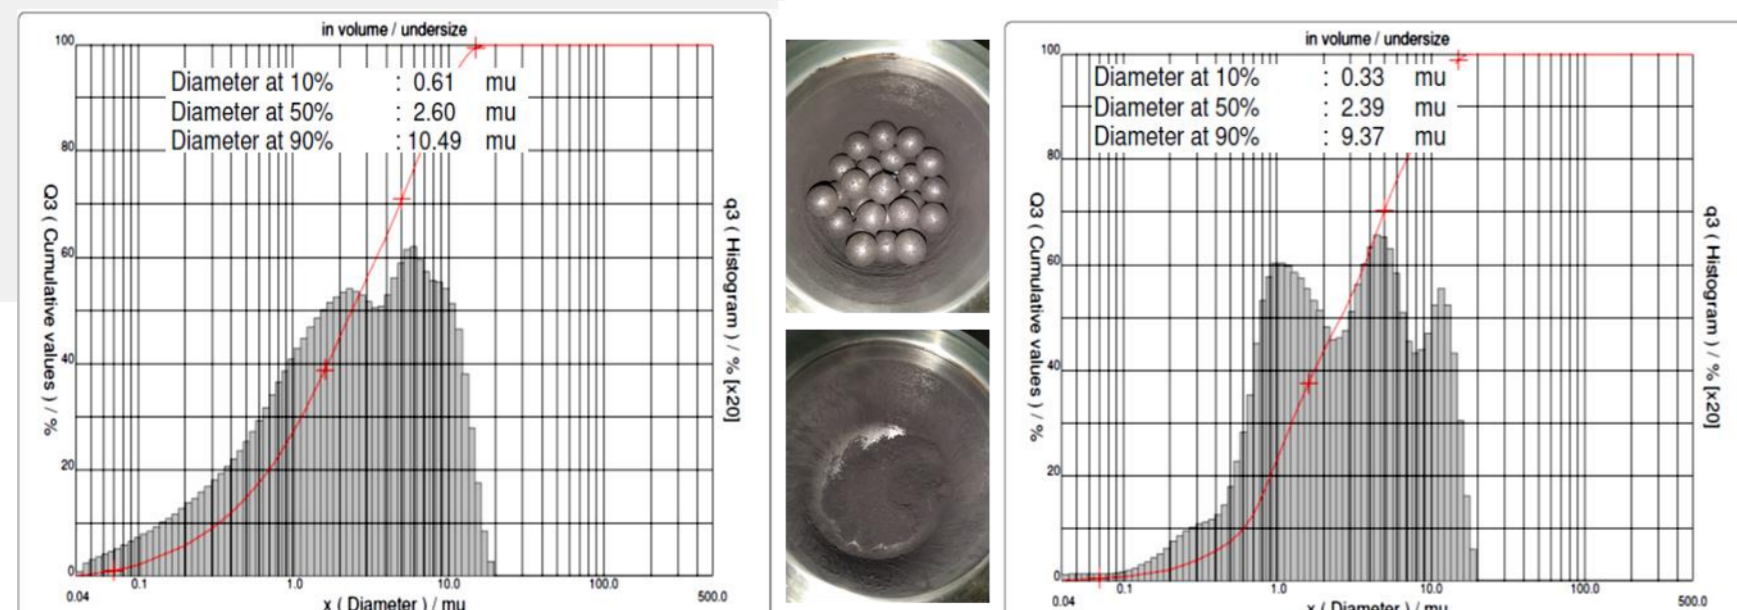 in volume / undersize
Diameter at 10% : 0.61 mu
Diameter at 50% : 2.60 mu
Diameter at 90% : 10.49 mu
100
80
60
40
20
0
Q3 ( Cumulative values ) / %
q3 ( Histogram ) / % [x20]
0.04 0.1 1.0 10.0 100.0 500.0
x ( Diameter ) / mu
in volume / undersize
Diameter at 10% : 0.33 mu
Diameter at 50% : 2.39 mu
Diameter at 90% : 9.37 mu
100
80
60
40
20
0
Q3 ( Cumulative values ) / %
q3 ( Histogram ) / % [x20]
0.04 0.1 1.0 10.0 100.0 500.0
x ( Diameter ) / mu